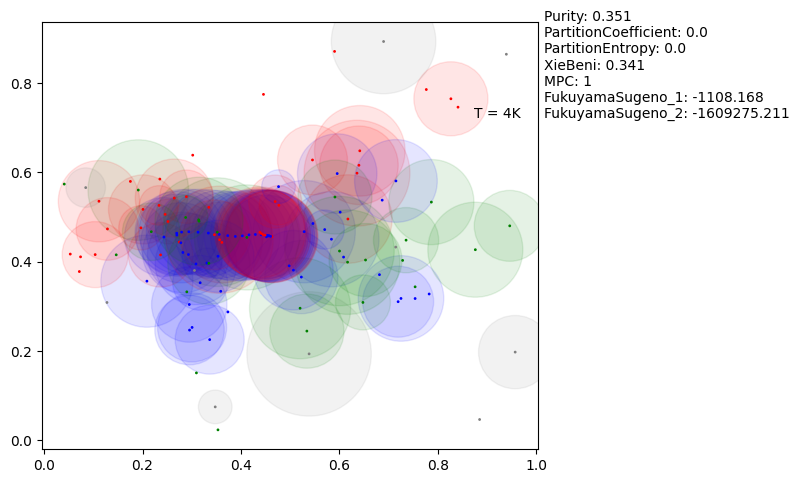 Purity: 0.351
PartitionCoefficient: 0.0
PartitionEntropy: 0.0
XieBeni: 0.341
MPC: 1
FukuyamaSugeno_1: -1108.168
FukuyamaSugeno_2: -1609275.211
T = 4K
0.8
0.6
0.4
0.2
0.0
0.0 0.2 0.4 0.6 0.8 1.0